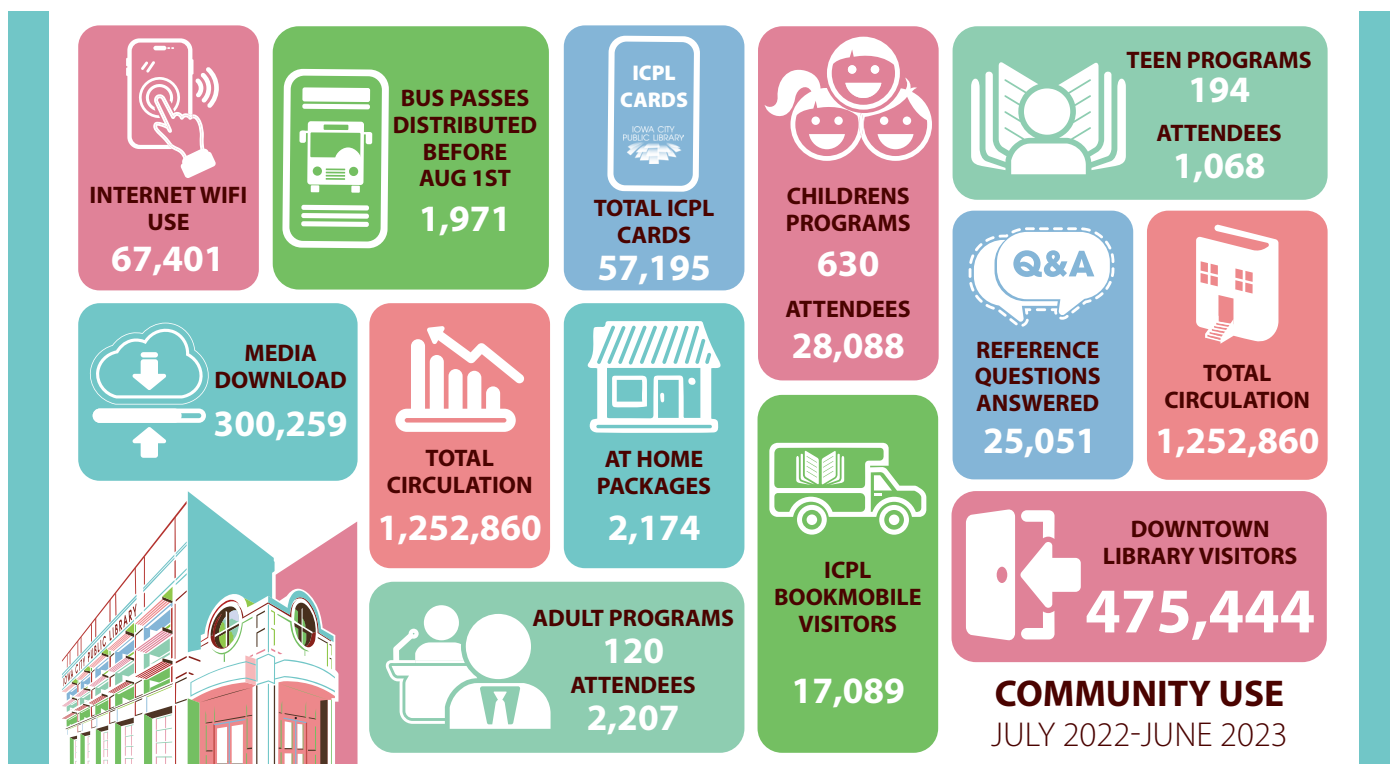 INTERNET WIFI
USE
67,401
BUS PASSES
DISTRIBUTED
BEFORE
AUG 1ST
1,971
ICPL
CARDS
IOWA CITY
PUBLIC LIBRARY
TOTAL ICPL
CARDS
57,195
CHILDRENS
PROGRAMS
630
ATTENDEES
28,088
TEEN PROGRAMS
194
ATTENDEES
1,068
MEDIA
DOWNLOAD
300,259
TOTAL
CIRCULATION
1,252,860
AT HOME
PACKAGES
2,174
Q&A
REFERENCE
QUESTIONS
ANSWERED
25,051
TOTAL
CIRCULATION
1,252,860
IOWA CITY PUBLIC LIBRARY
ADULT PROGRAMS
120
ATTENDEES
2,207
ICPL
BOOKMOBILE
VISITORS
17,089
DOWNTOWN
LIBRARY VISITORS
475,444
COMMUNITY USE
JULY 2022-JUNE 2023